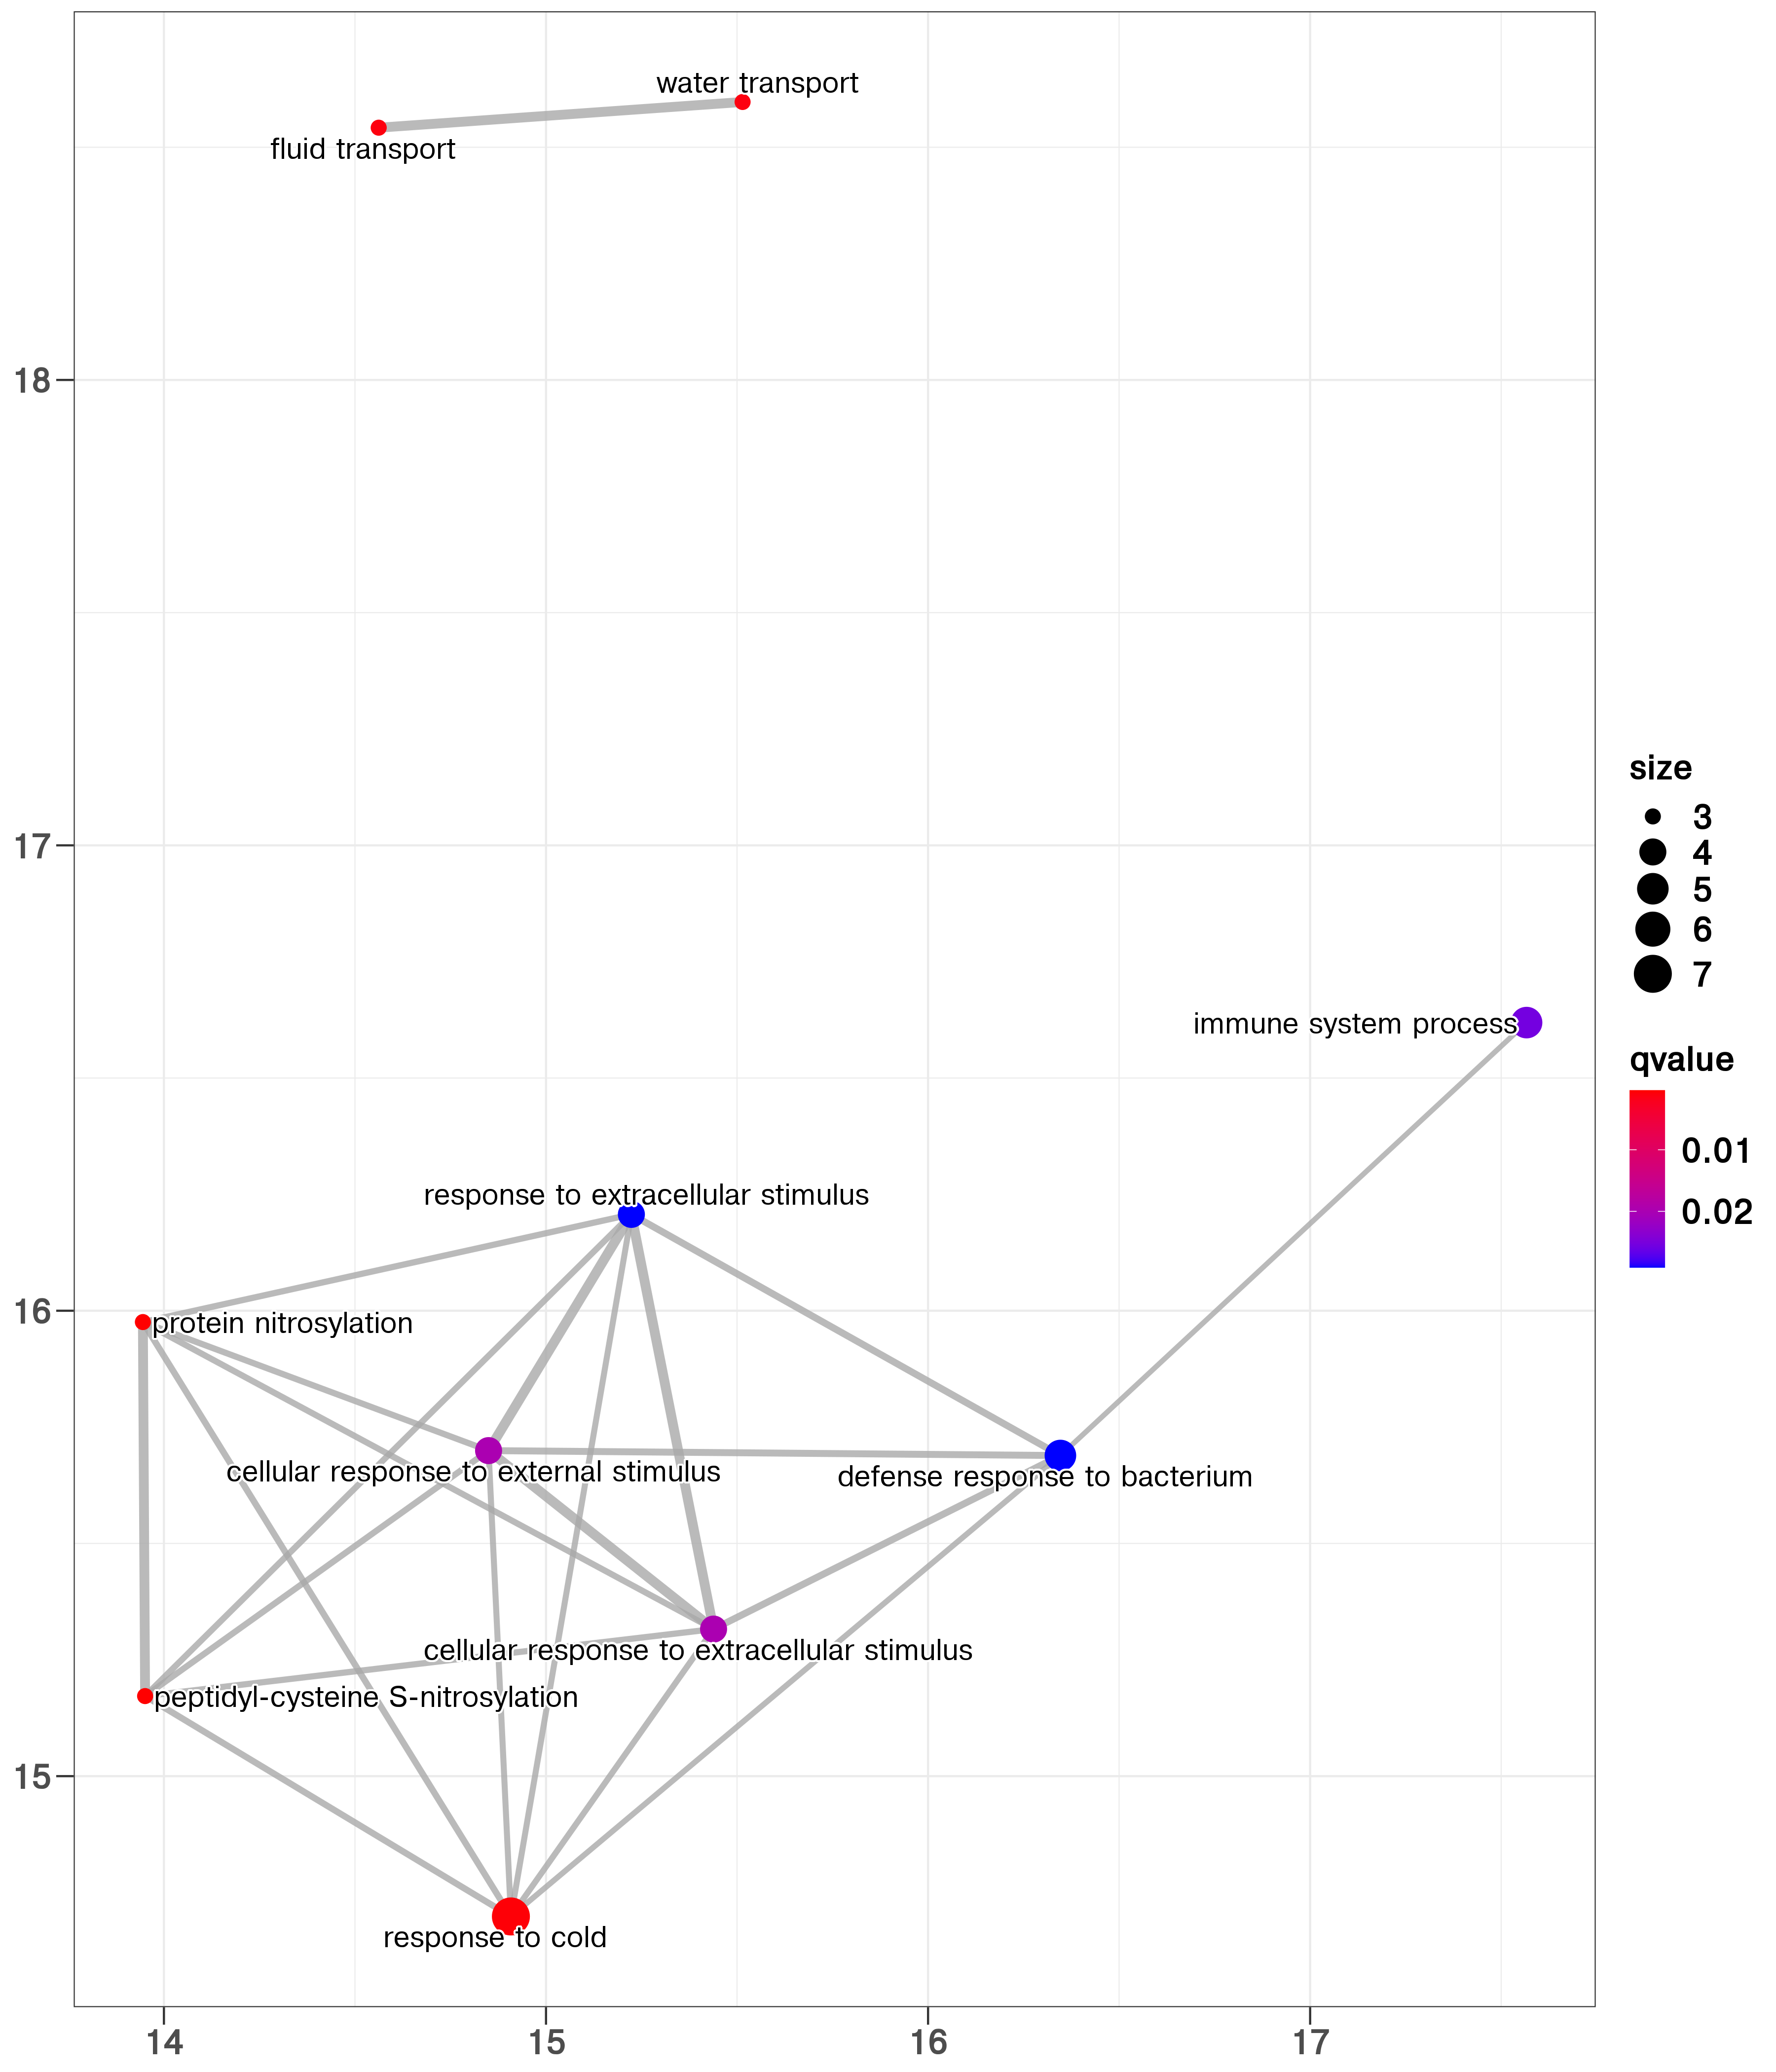 water transport
fluid transport
18
17
size
3
4
5
6
7
immune system process
qvalue
0.01
0.02
response to extracellular stimulus
16
protein nitrosylation
cellular response to external stimulus
defense response to bacterium
cellular response to extracellular stimulus
peptidyl-cysteine S-nitrosylation
15
response to cold
14
15
16
17